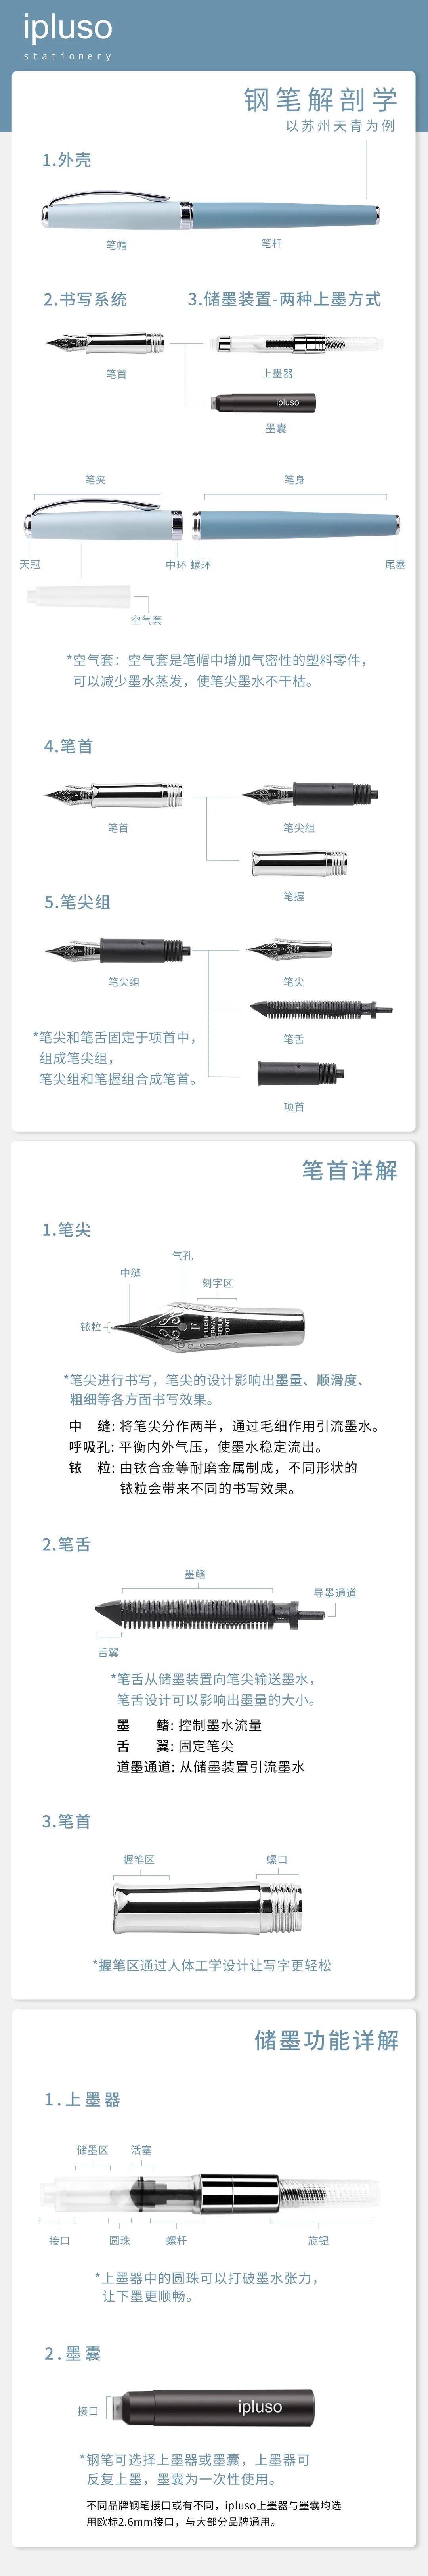 ipluso
stationery
钢笔解剖学
以苏州天青为例
1.外壳
笔帽
笔杆
2.书写系统
3.储墨装置-两种上墨方式
笔首
上墨器
ipluso
墨囊
笔夹
笔身
天冠
中环
螺环
尾塞
空气套
*空气套：空气套是笔帽中增加气密性的塑料零件，
可以减少墨水蒸发，使笔尖墨水不干枯。
4.笔首
笔首
笔尖组
笔握
5.笔尖组
笔尖组
笔尖
笔舌
项首
*笔尖和笔舌固定于项首中，
组成笔尖组，
笔尖组和笔握组合成笔首。
笔首详解
1.笔尖
气孔
中缝
刻字区
铱粒
F
*笔尖进行书写，笔尖的设计影响出墨量、顺滑度、
粗细等各方面书写效果。
中 缝: 将笔尖分作两半，通过毛细作用引流墨水。
呼吸孔: 平衡内外气压，使墨水稳定流出。
铱 粒: 由铱合金等耐磨金属制成，不同形状的
铱粒会带来不同的书写效果。
2.笔舌
墨鳍
导墨通道
舌翼
*笔舌从储墨装置向笔尖输送墨水，
笔舌设计可以影响出墨量的大小。
墨 鳍: 控制墨水流量
舌 翼: 固定笔尖
道墨通道: 从储墨装置引流墨水
3.笔首
握笔区
螺口
*握笔区通过人体工学设计让写字更轻松
储墨功能详解
1.上墨器
储墨区
活塞
接口
圆珠
螺杆
旋钮
*上墨器中的圆珠可以打破墨水张力，
让下墨更顺畅。
2.墨囊
接口
ipluso
*钢笔可选择上墨器或墨囊，上墨器可
反复上墨，墨囊为一次性使用。
不同品牌钢笔接口或有不同，ipluso上墨器与墨囊均选
用欧标2.6mm接口，与大部分品牌通用。